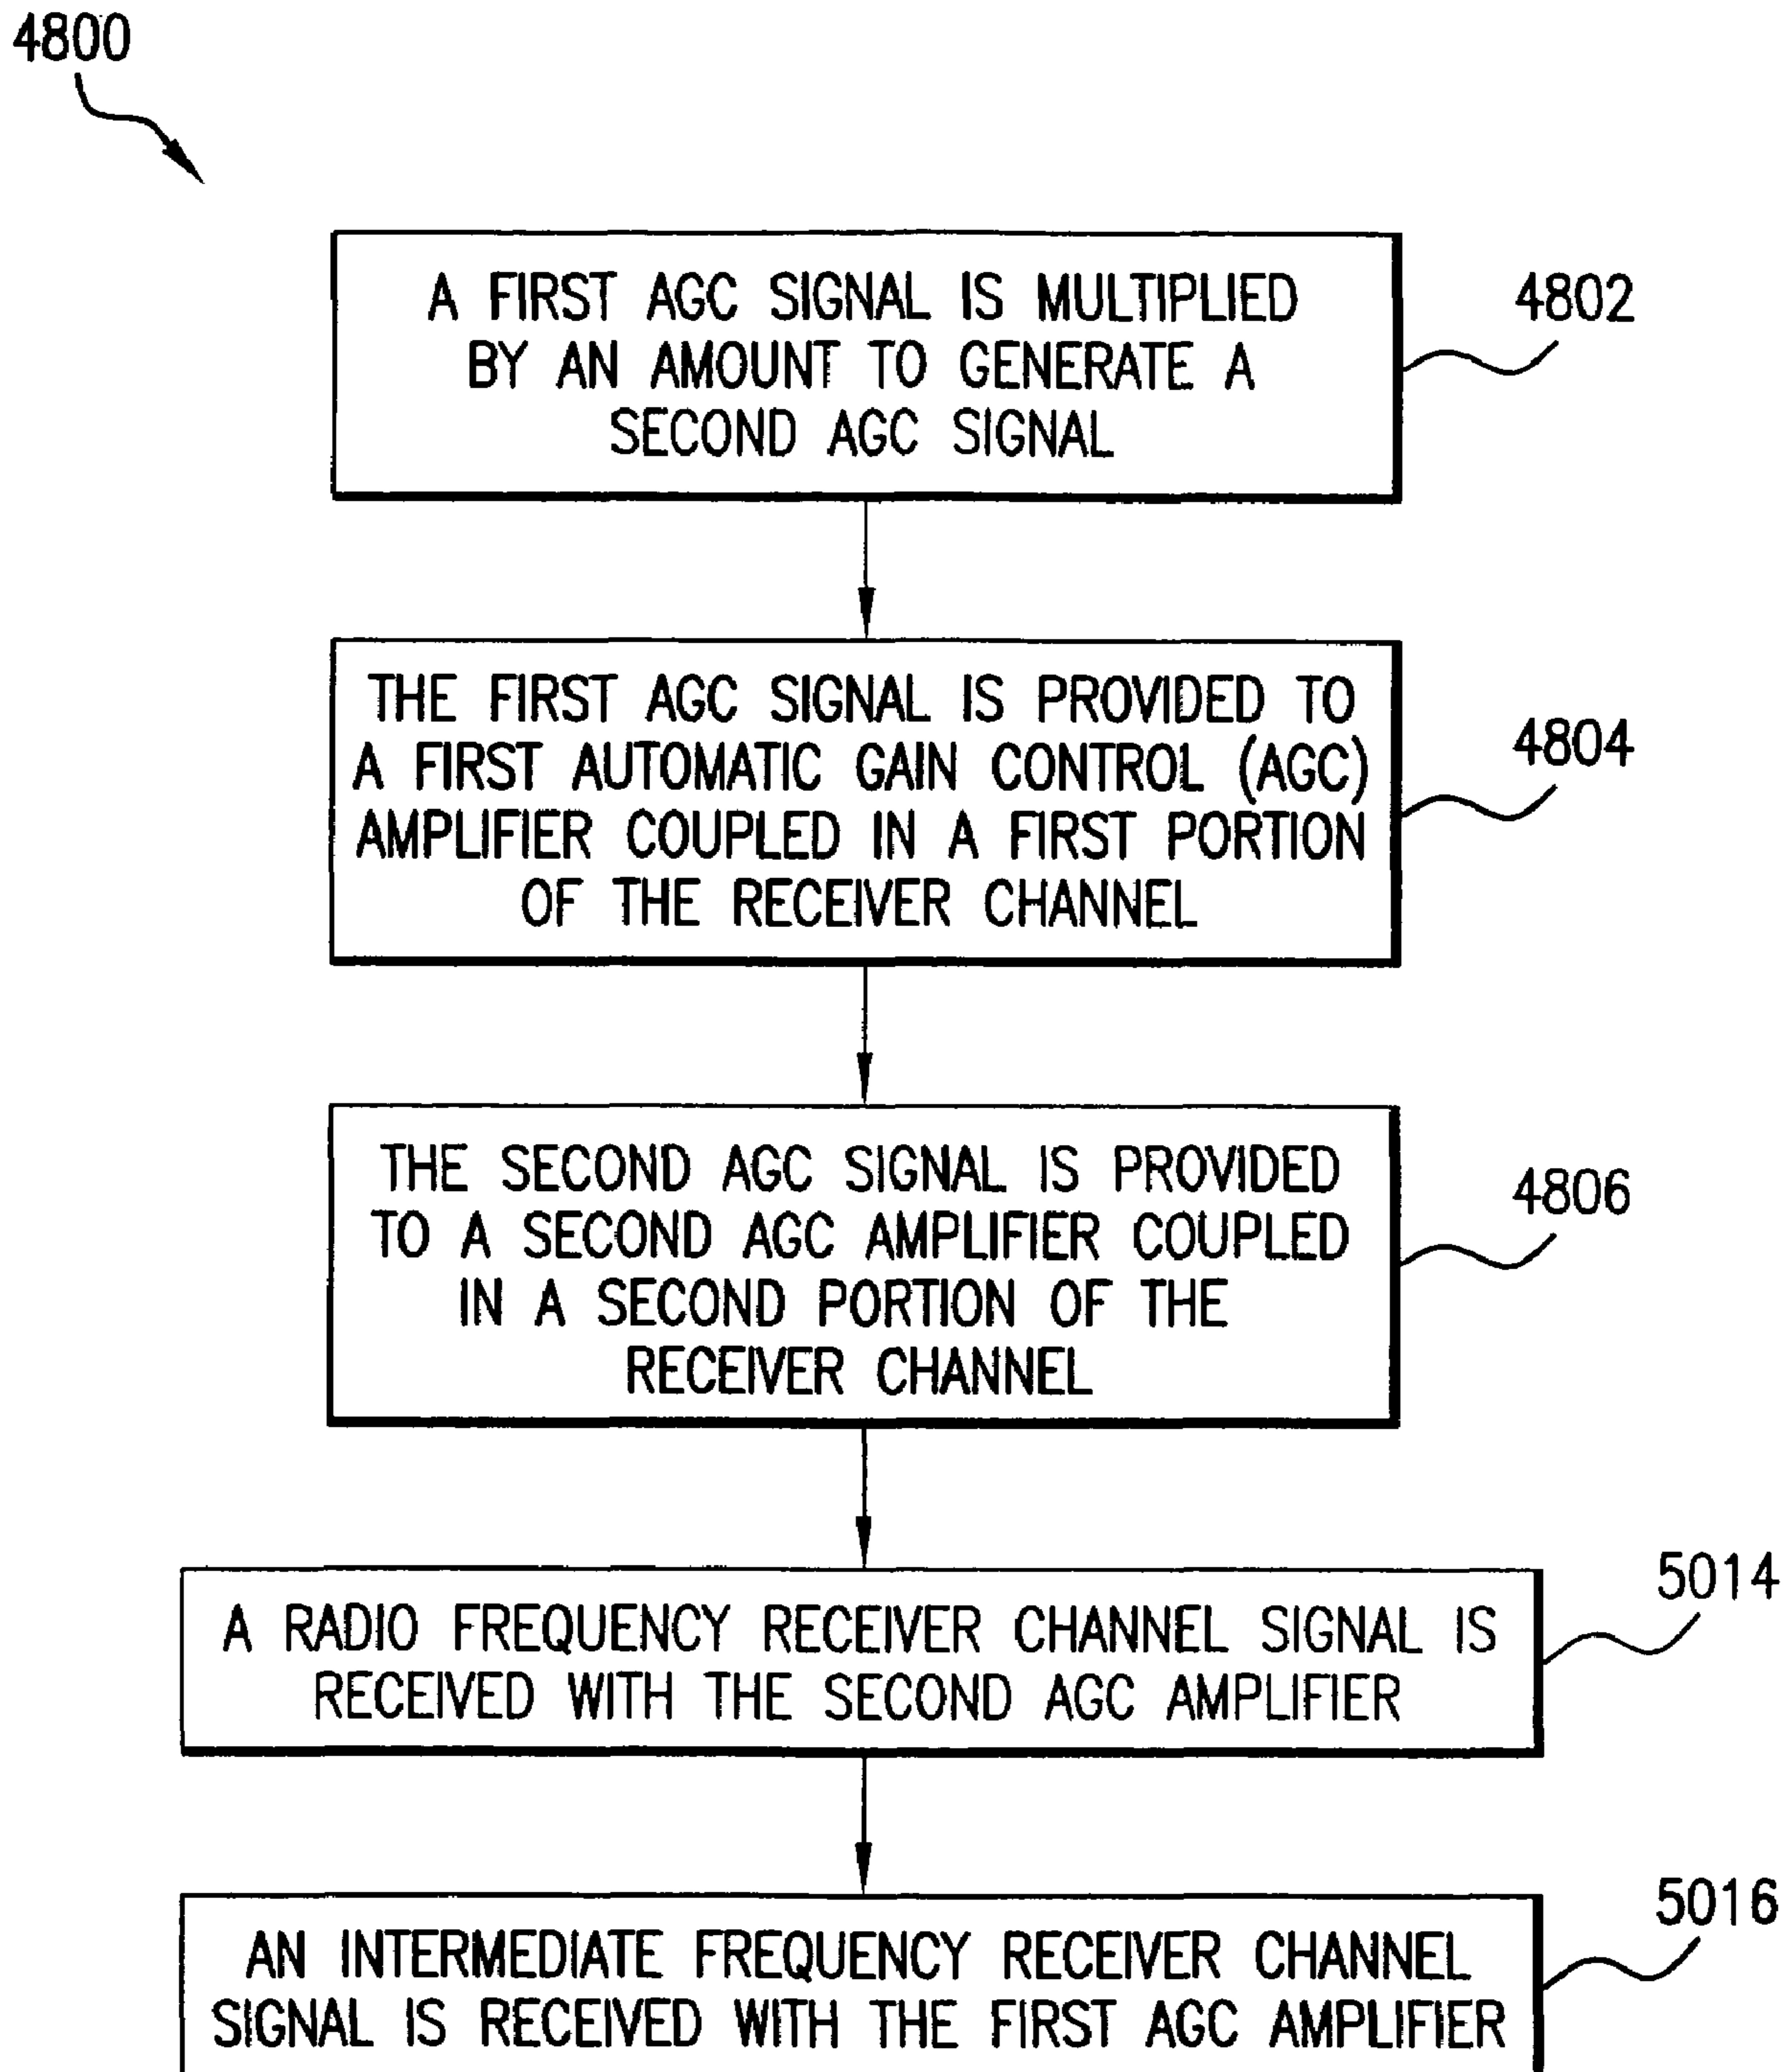 4800
A FIRST AGC SIGNAL IS MULTIPLIED
BY AN AMOUNT TO GENERATE A
SECOND AGC SIGNAL
4802
THE FIRST AGC SIGNAL IS PROVIDED TO
A FIRST AUTOMATIC GAIN CONTROL (AGC)
AMPLIFIER COUPLED IN A FIRST PORTION
OF THE RECEIVER CHANNEL
4804
THE SECOND AGC SIGNAL IS PROVIDED
TO A SECOND AGC AMPLIFIER COUPLED
IN A SECOND PORTION OF THE
RECEIVER CHANNEL
4806
A RADIO FREQUENCY RECEIVER CHANNEL SIGNAL IS
RECEIVED WITH THE SECOND AGC AMPLIFIER
5014
AN INTERMEDIATE FREQUENCY RECEIVER CHANNEL
SIGNAL IS RECEIVED WITH THE FIRST AGC AMPLIFIER
5016